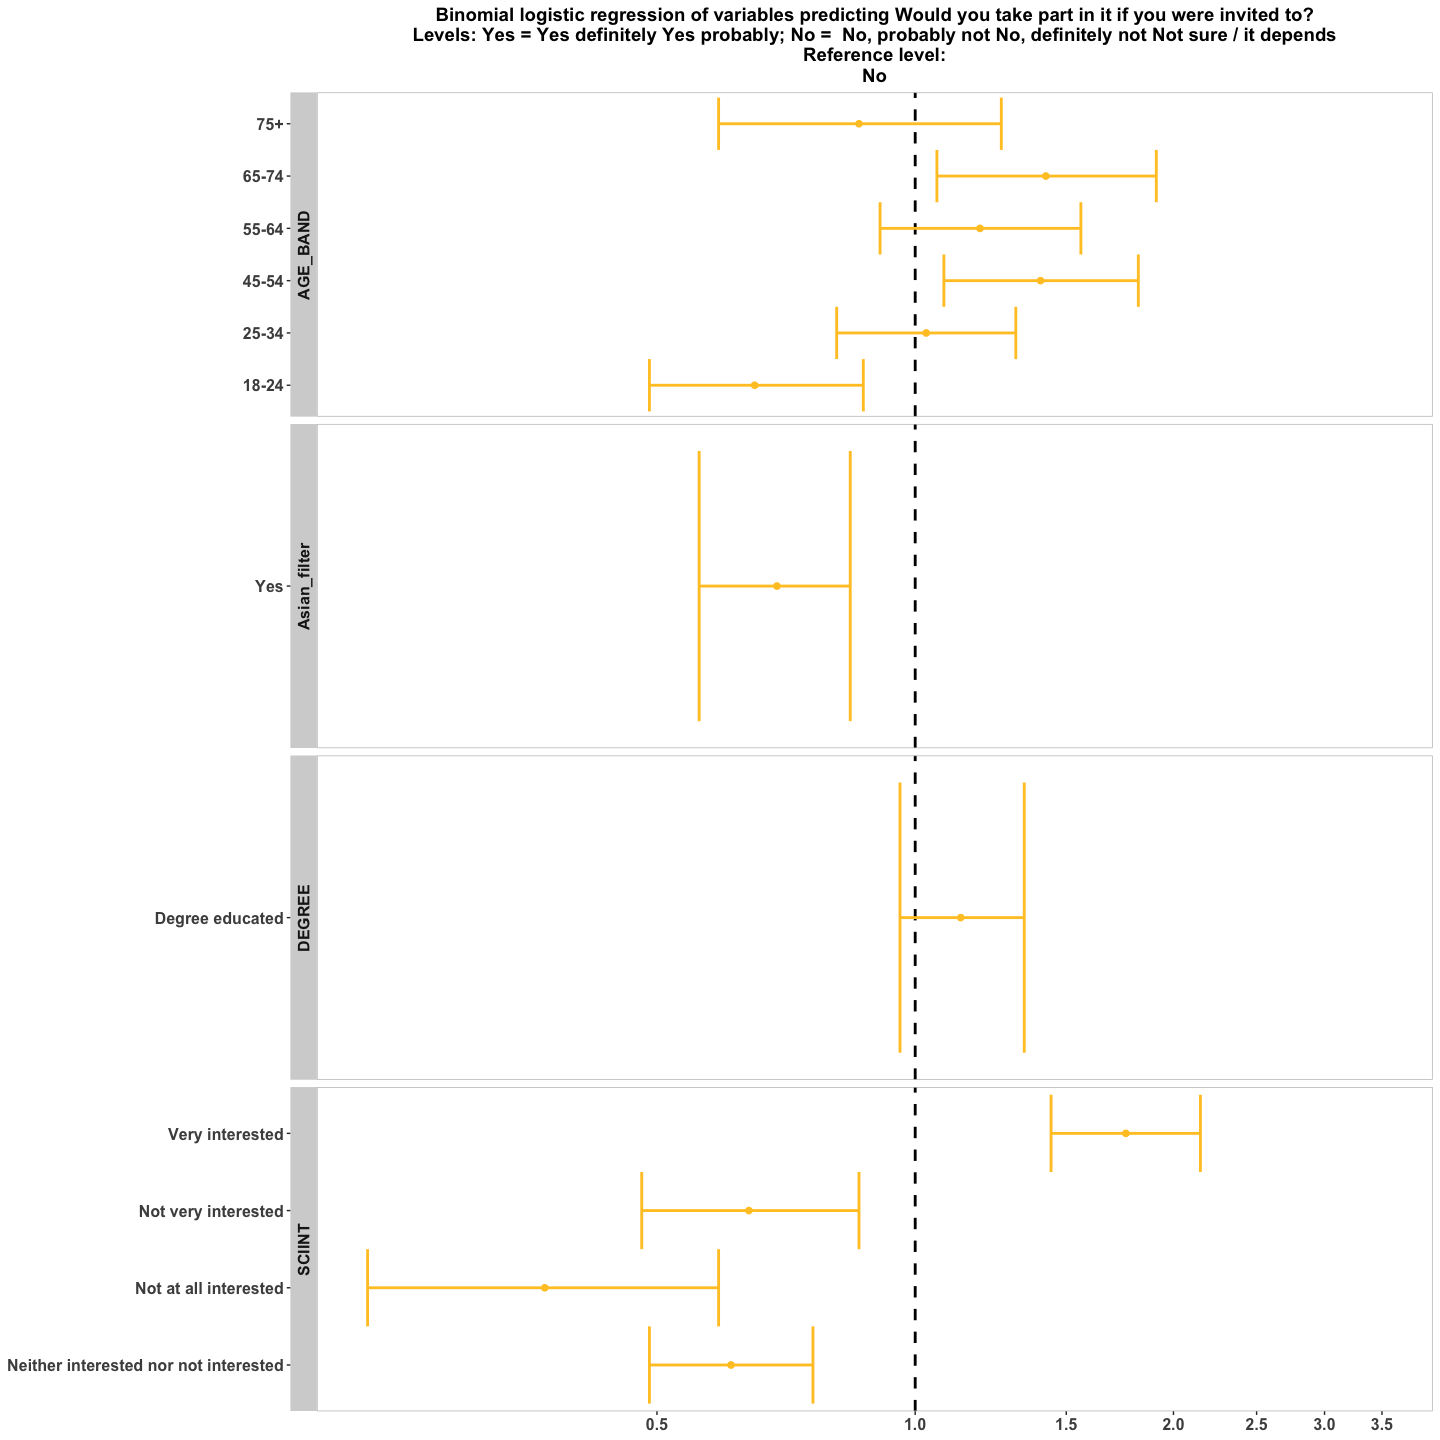 Binomial logistic regression of variables predicting Would you take part in it if you were invited to?
Levels: Yes = Yes definitely Yes probably; No =  No, probably not No, definitely not Not sure / it depends
Reference level:
No
AGE_BAND
75+
65-74
55-64
45-54
25-34
18-24
Asian_filter
Yes
DEGREE
Degree educated
SCIINT
Very interested
Not very interested
Not at all interested
Neither interested nor not interested
0.5 1.0 1.5 2.0 2.5 3.0 3.5